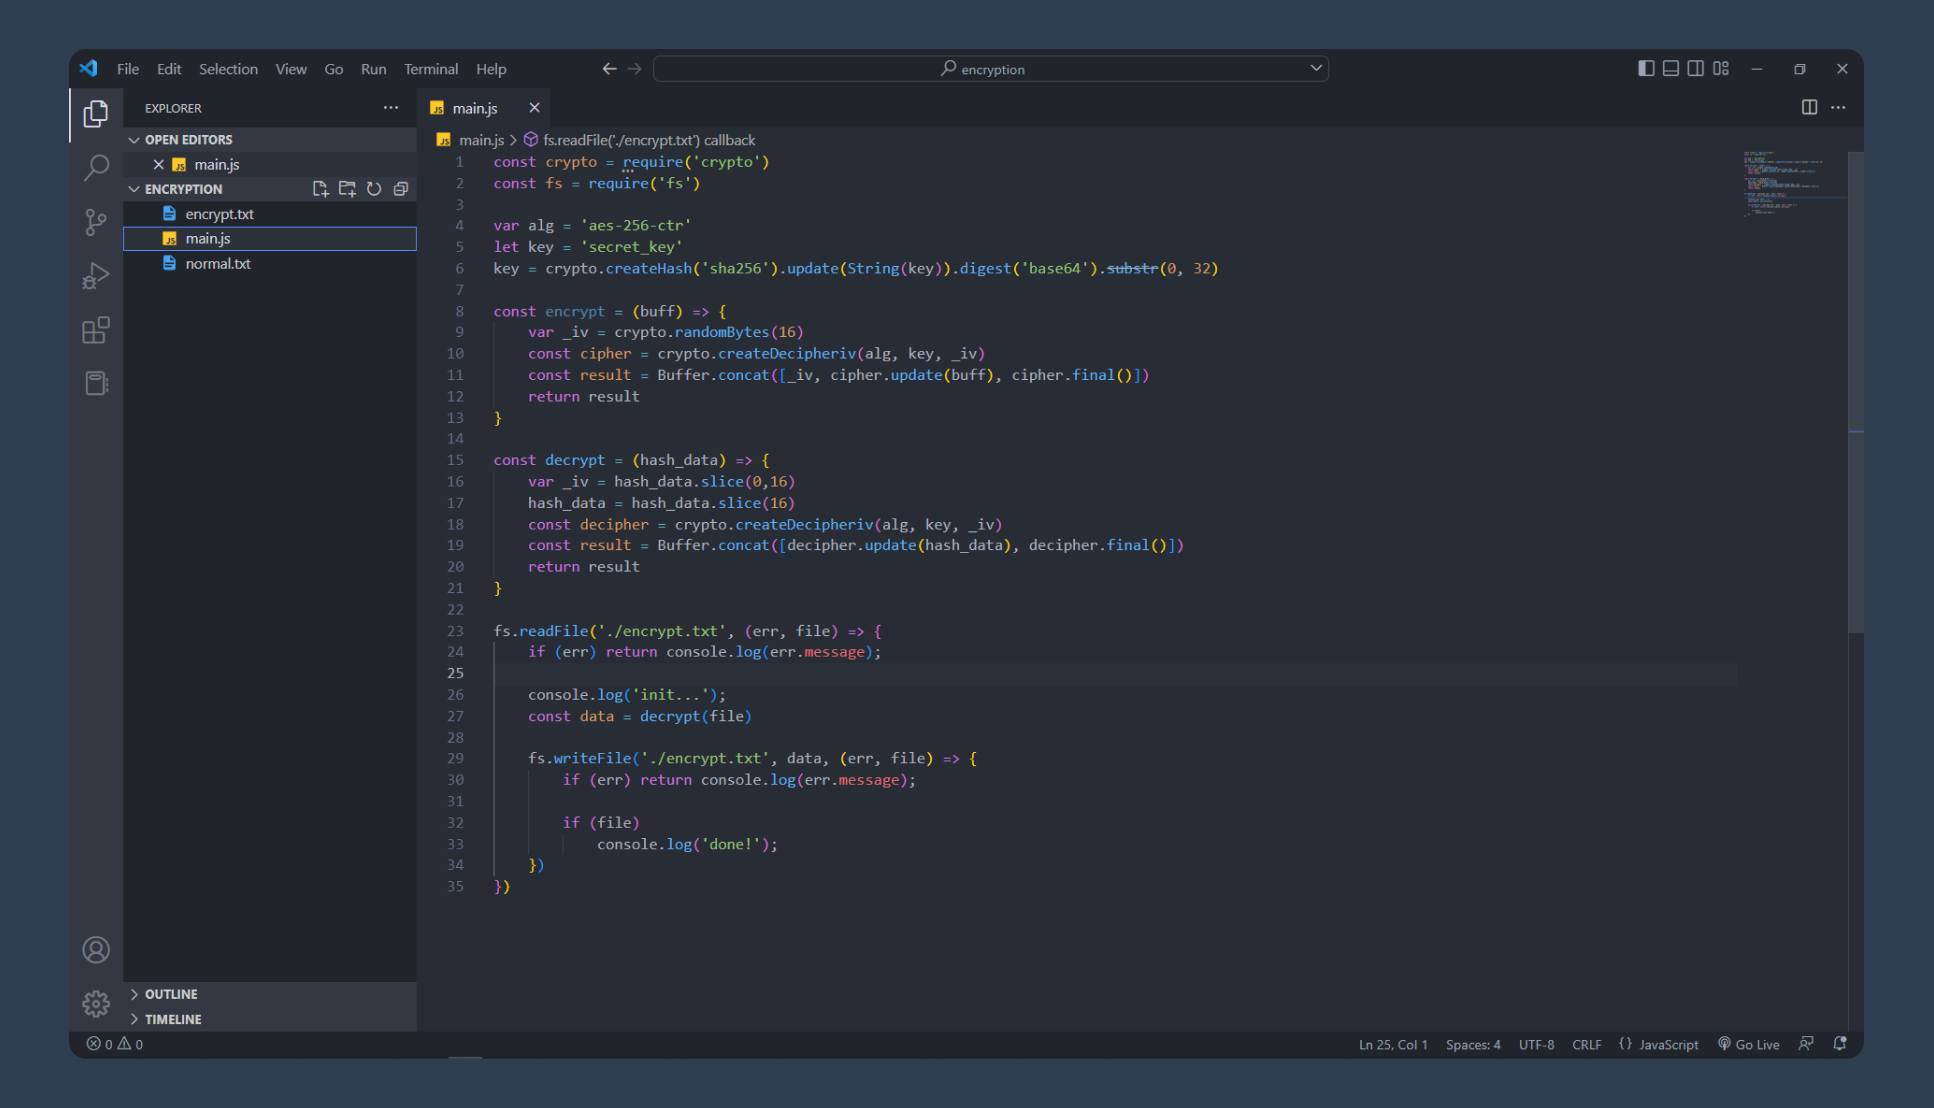 File Edit Selection View Go Run Terminal Help
encryption
EXPLORER
OPEN EDITORS
main.js
ENCRYPTION
encrypt.txt
main.js
normal.txt
OUTLINE
TIMELINE
main.js
main.js > fs.readFile('./encrypt.txt') callback
1 const crypto = require('crypto')
2 const fs = require('fs')
3
4 var alg = 'aes-256-ctr'
5 let key = 'secret_key'
6 key = crypto.createHash('sha256').update(String(key)).digest('base64').substr(0, 32)
7
8 const encrypt = (buff) => {
9     var _iv = crypto.randomBytes(16)
10     const cipher = crypto.createDecipheriv(alg, key, _iv)
11     const result = Buffer.concat([_iv, cipher.update(buff), cipher.final()])
12     return result
13 }
14
15 const decrypt = (hash_data) => {
16     var _iv = hash_data.slice(0,16)
17     hash_data = hash_data.slice(16)
18     const decipher = crypto.createDecipheriv(alg, key, _iv)
19     const result = Buffer.concat([decipher.update(hash_data), decipher.final()])
20     return result
21 }
22
23 fs.readFile('./encrypt.txt', (err, file) => {
24     if (err) return console.log(err.message);
25
26     console.log('init...');
27     const data = decrypt(file)
28
29     fs.writeFile('./encrypt.txt', data, (err, file) => {
30         if (err) return console.log(err.message);
31
32         if (file)
33             console.log('done!');
34     })
35 })
0 0
Ln 25, Col 1 Spaces: 4 UTF-8 CRLF {} JavaScript Go Live